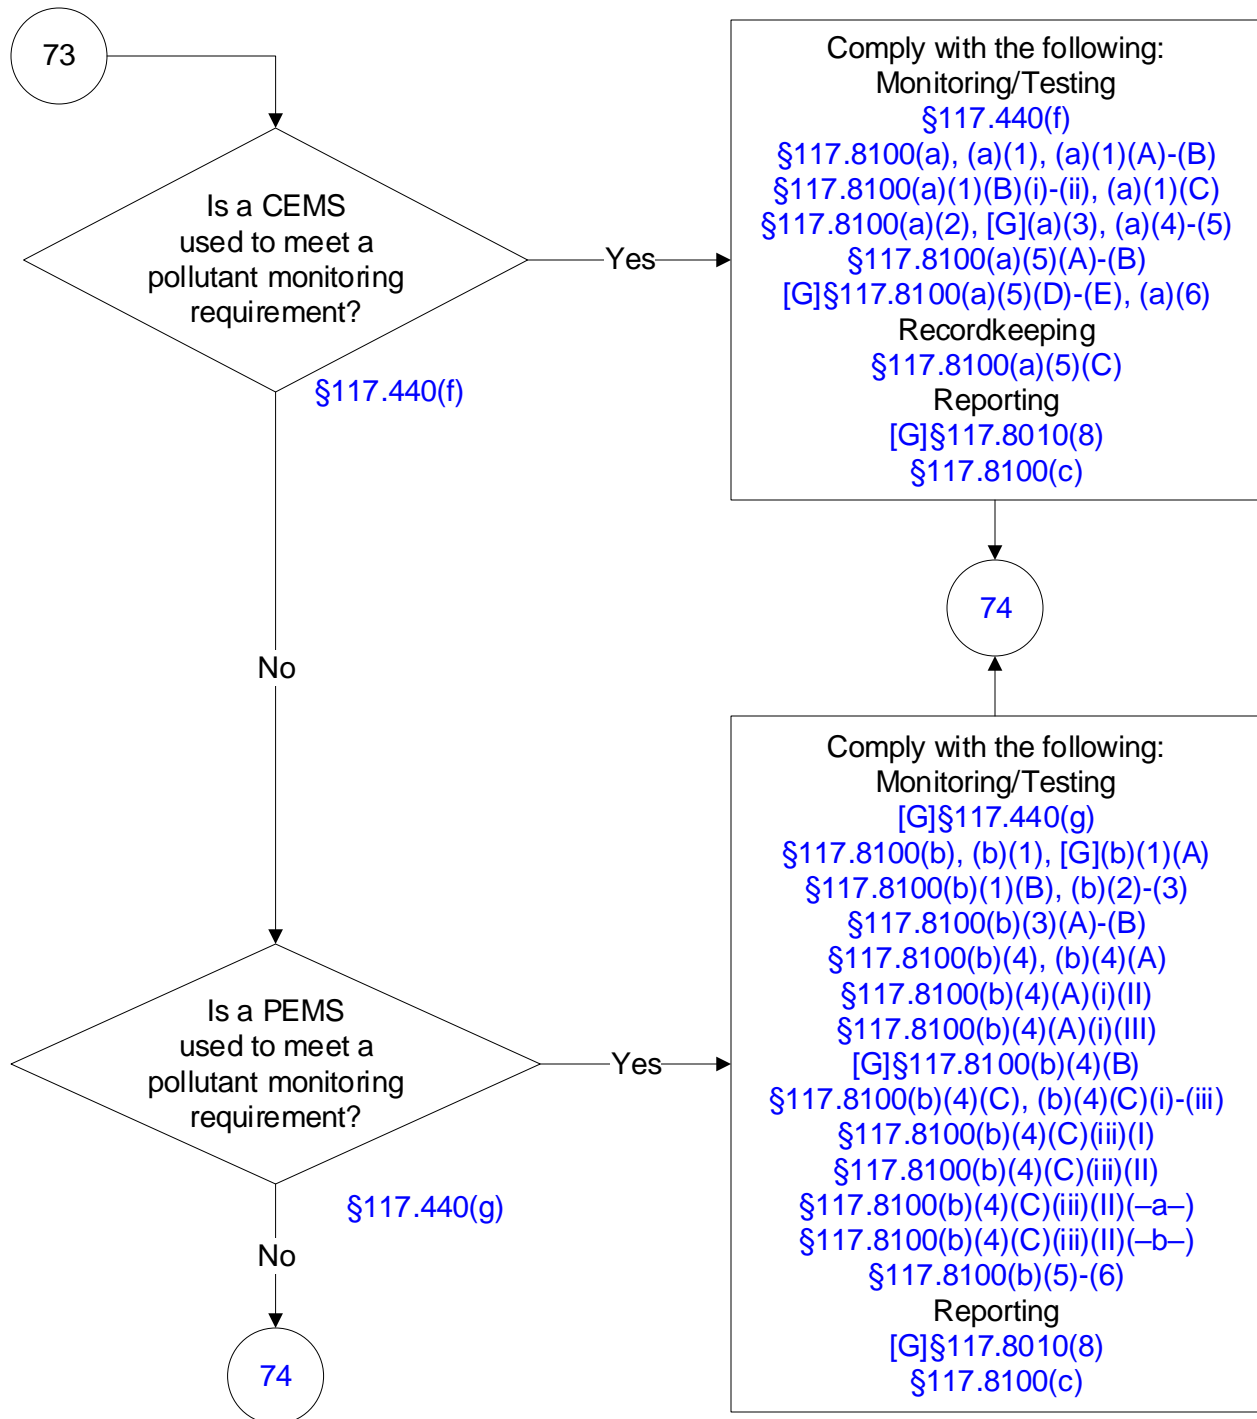 73
Is a CEMS
used to meet a
pollutant monitoring
requirement?
§117.440(f)
Yes
Comply with the following:
Monitoring/Testing
§117.440(f)
§117.8100(a), (a)(1), (a)(1)(A)-(B)
§117.8100(a)(1)(B)(i)-(ii), (a)(1)(C)
§117.8100(a)(2), [G](a)(3), (a)(4)-(5)
§117.8100(a)(5)(A)-(B)
[G]§117.8100(a)(5)(D)-(E), (a)(6)
Recordkeeping
§117.8100(a)(5)(C)
Reporting
[G]§117.8010(8)
§117.8100(c)
74
No
Is a PEMS
used to meet a
pollutant monitoring
requirement?
§117.440(g)
Yes
Comply with the following:
Monitoring/Testing
[G]§117.440(g)
§117.8100(b), (b)(1), [G](b)(1)(A)
§117.8100(b)(1)(B), (b)(2)-(3)
§117.8100(b)(3)(A)-(B)
§117.8100(b)(4), (b)(4)(A)
§117.8100(b)(4)(A)(i)(II)
§117.8100(b)(4)(A)(i)(III)
[G]§117.8100(b)(4)(B)
§117.8100(b)(4)(C), (b)(4)(C)(i)-(iii)
§117.8100(b)(4)(C)(iii)(I)
§117.8100(b)(4)(C)(iii)(II)
§117.8100(b)(4)(C)(iii)(II)(–a–)
§117.8100(b)(4)(C)(iii)(II)(–b–)
§117.8100(b)(5)-(6)
Reporting
[G]§117.8010(8)
§117.8100(c)
No
74